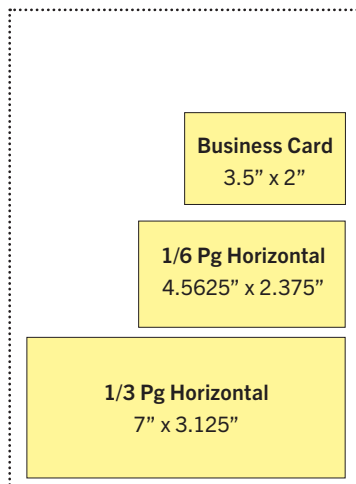 Business Card
3.5” x 2”
1/6 Pg Horizontal
4.5625” x 2.375”
1/3 Pg Horizontal
7” x 3.125”